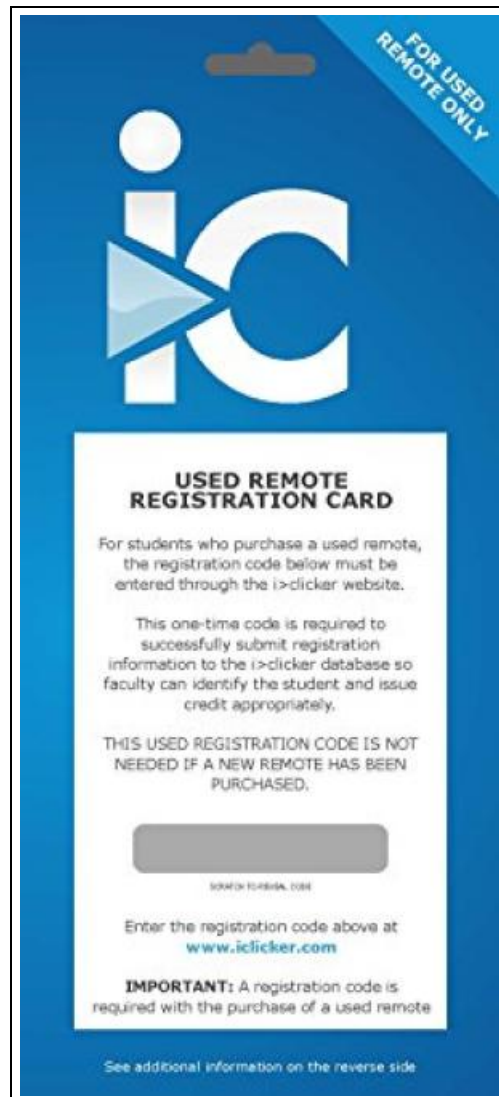 FOR USED
REMOTE ONLY
ic
USED REMOTE
REGISTRATION CARD
For students who purchase a used remote,
the registration code below must be
entered through the i>clicker website.
This one-time code is required to
successfully submit registration
information to the i>clicker database so
faculty can identify the student and issue
credit appropriately.
THIS USED REGISTRATION CODE IS NOT
NEEDED IF A NEW REMOTE HAS BEEN
PURCHASED.
SCRATCH TO REVEAL CODE
Enter the registration code above at
www.iclicker.com
IMPORTANT: A registration code is
required with the purchase of a used remote
See additional information on the reverse side